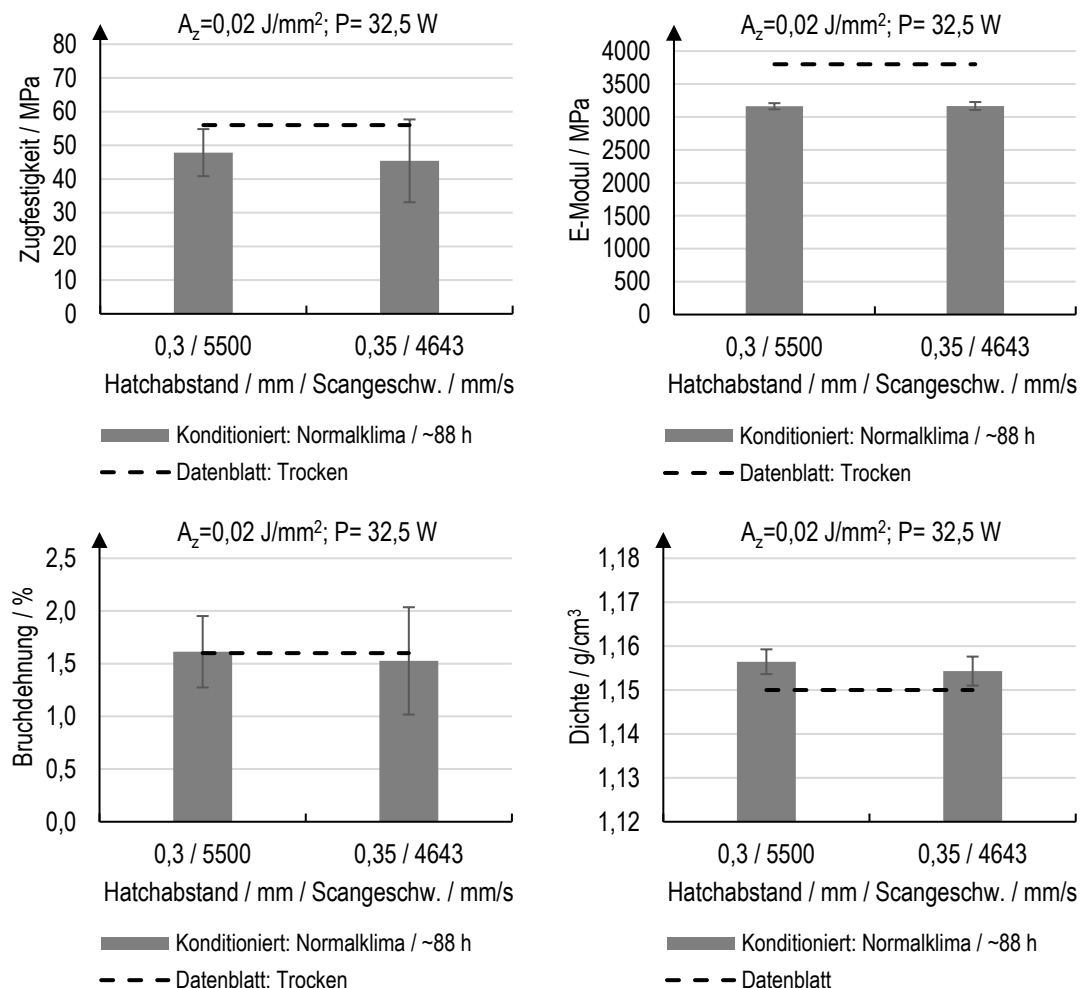 A_z=0,02 J/mm²; P= 32,5 W
Zugfestigkeit / MPa
80
70
60
50
40
30
20
10
0
0,3 / 5500 0,35 / 4643
Hatchabstand / mm / Scangeschw. / mm/s
Konditioniert: Normalklima / ~88 h
Datenblatt: Trocken
A_z=0,02 J/mm²; P= 32,5 W
E-Modul / MPa
4000
3500
3000
2500
2000
1500
1000
500
0
0,3 / 5500 0,35 / 4643
Hatchabstand / mm / Scangeschw. / mm/s
Konditioniert: Normalklima / ~88 h
Datenblatt: Trocken
A_z=0,02 J/mm²; P= 32,5 W
Bruchdehnung / %
2,5
2,0
1,5
1,0
0,5
0,0
0,3 / 5500 0,35 / 4643
Hatchabstand / mm / Scangeschw. / mm/s
Konditioniert: Normalklima / ~88 h
Datenblatt: Trocken
A_z=0,02 J/mm²; P= 32,5 W
Dichte / g/cm³
1,18
1,17
1,16
1,15
1,14
1,13
1,12
0,3 / 5500 0,35 / 4643
Hatchabstand / mm / Scangeschw. / mm/s
Konditioniert: Normalklima / ~88 h
Datenblatt